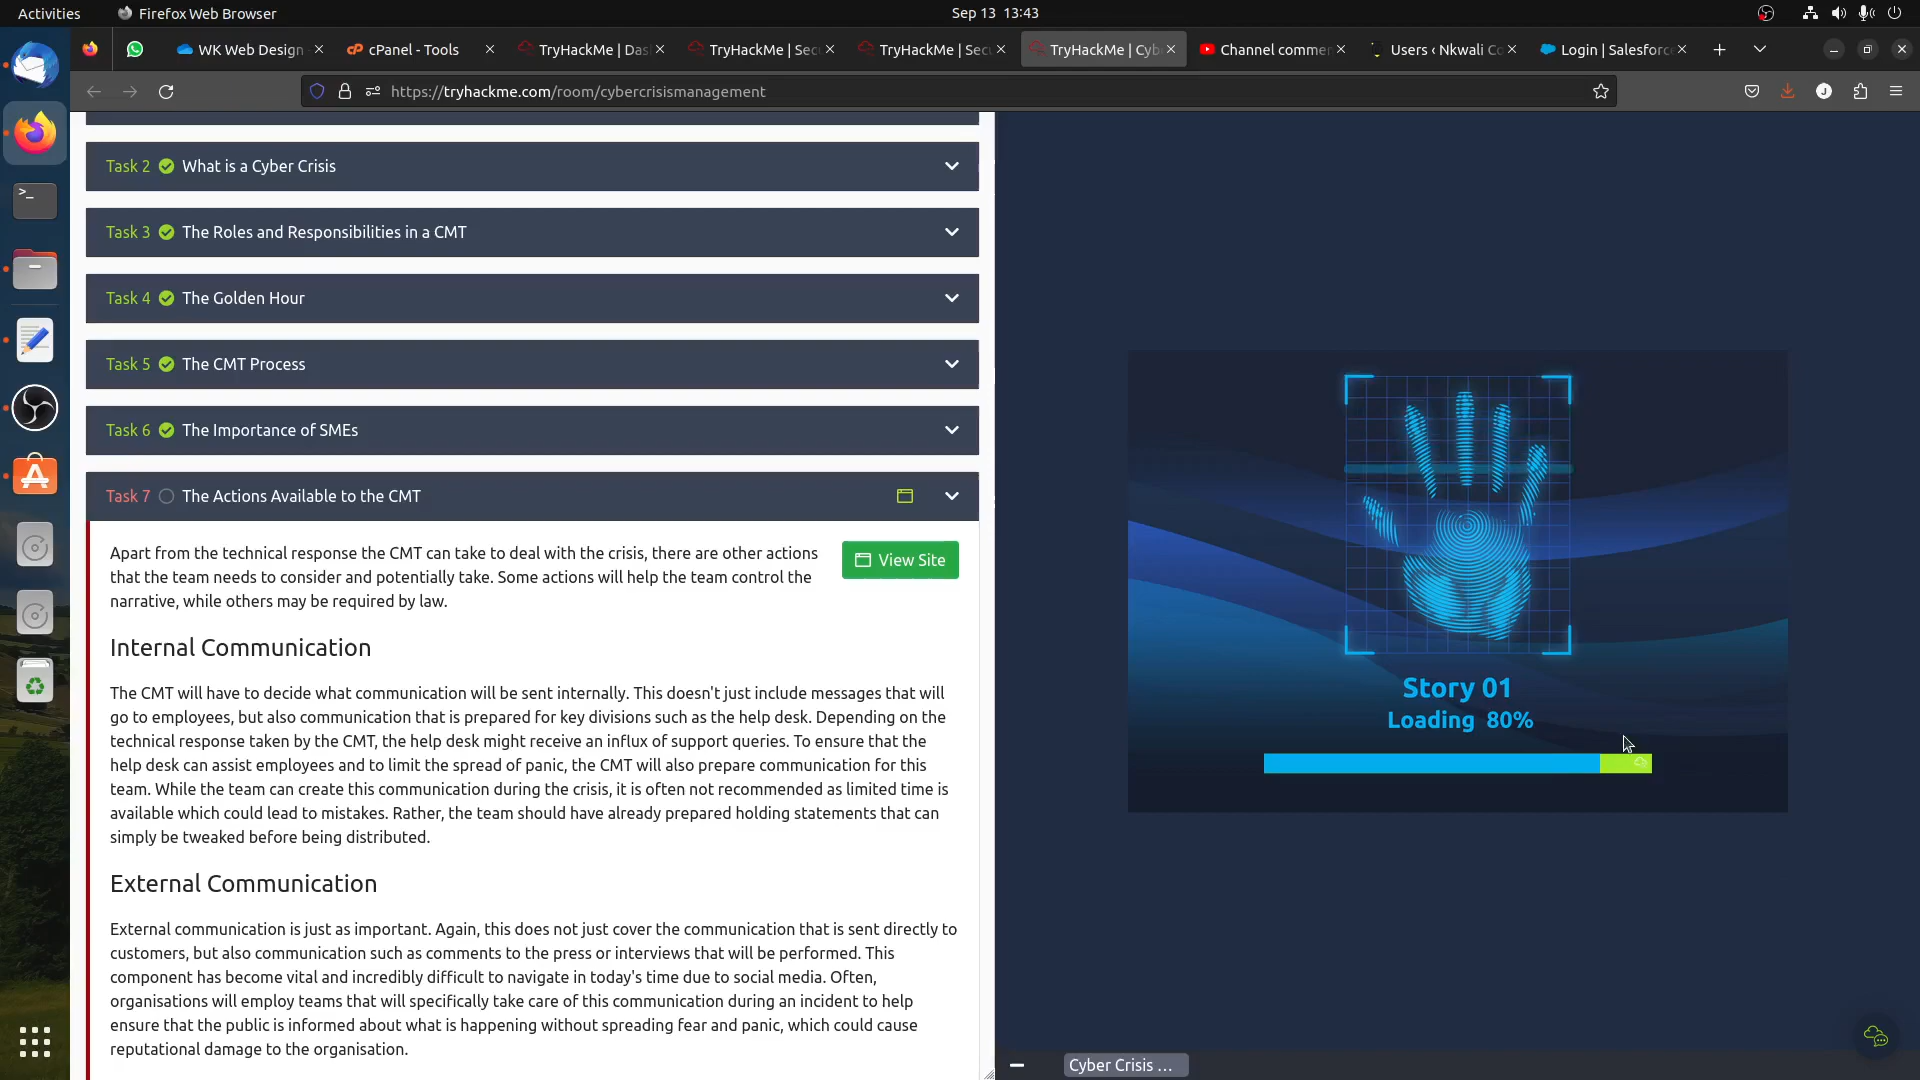 Activities
Firefox Web Browser
Sep 13 13:43
WK Web Design
cPanel - Tools
TryHackMe | Das
TryHackMe | Sec
TryHackMe | Sec
TryHackMe | Cyb
Channel commen
Users ‹ Nkwali Co
Login | Salesforc
https://tryhackme.com/room/cybercrisismanagement
J
Task 2 What is a Cyber Crisis
Task 3 The Roles and Responsibilities in a CMT
Task 4 The Golden Hour
Task 5 The CMT Process
Task 6 The Importance of SMEs
Task 7 The Actions Available to the CMT
Apart from the technical response the CMT can take to deal with the crisis, there are other actions
that the team needs to consider and potentially take. Some actions will help the team control the
narrative, while others may be required by law.
View Site
Internal Communication
The CMT will have to decide what communication will be sent internally. This doesn't just include messages that will
go to employees, but also communication that is prepared for key divisions such as the help desk. Depending on the
technical response taken by the CMT, the help desk might receive an influx of support queries. To ensure that the
help desk can assist employees and to limit the spread of panic, the CMT will also prepare communication for this
team. While the team can create this communication during the crisis, it is often not recommended as limited time is
available which could lead to mistakes. Rather, the team should have already prepared holding statements that can
simply be tweaked before being distributed.
External Communication
External communication is just as important. Again, this does not just cover the communication that is sent directly to
customers, but also communication such as comments to the press or interviews that will be performed. This
component has become vital and incredibly difficult to navigate in today's time due to social media. Often,
organisations will employ teams that will specifically take care of this communication during an incident to help
ensure that the public is informed about what is happening without spreading fear and panic, which could cause
reputational damage to the organisation.
Story 01
Loading 80%
Cyber Crisis ...